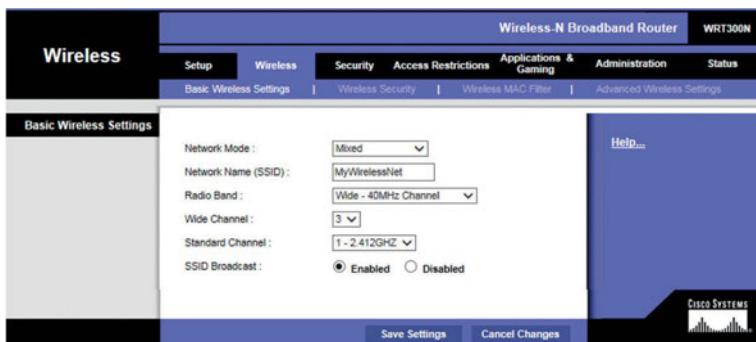 Wireless-N Broadband Router WRT300N
Wireless
Setup Wireless Security Access Restrictions Applications & Gaming Administration Status
Basic Wireless Settings | Wireless Security | Wireless MAC Filter | Advanced Wireless Settings
Basic Wireless Settings
Help...
Network Mode : Mixed
Network Name (SSID) : MyWirelessNet
Radio Band : Wide - 40MHz Channel
Wide Channel : 3
Standard Channel : 1 - 2.412GHZ
SSID Broadcast : Enabled Disabled
CISCO SYSTEMS
Save Settings Cancel Changes